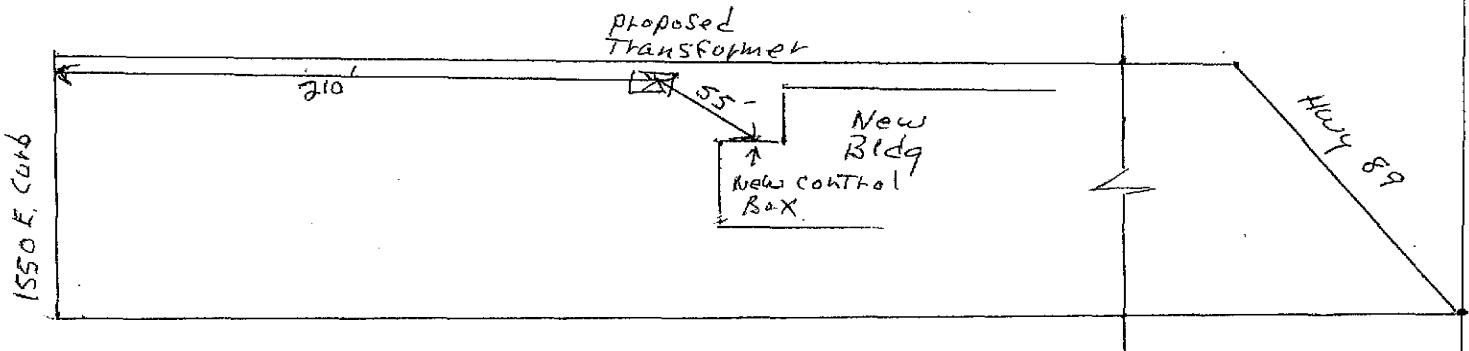 proposed
Transformer
210'
55'
New
Bldg
New control
Box
1550 E. Curb
Hwy 89